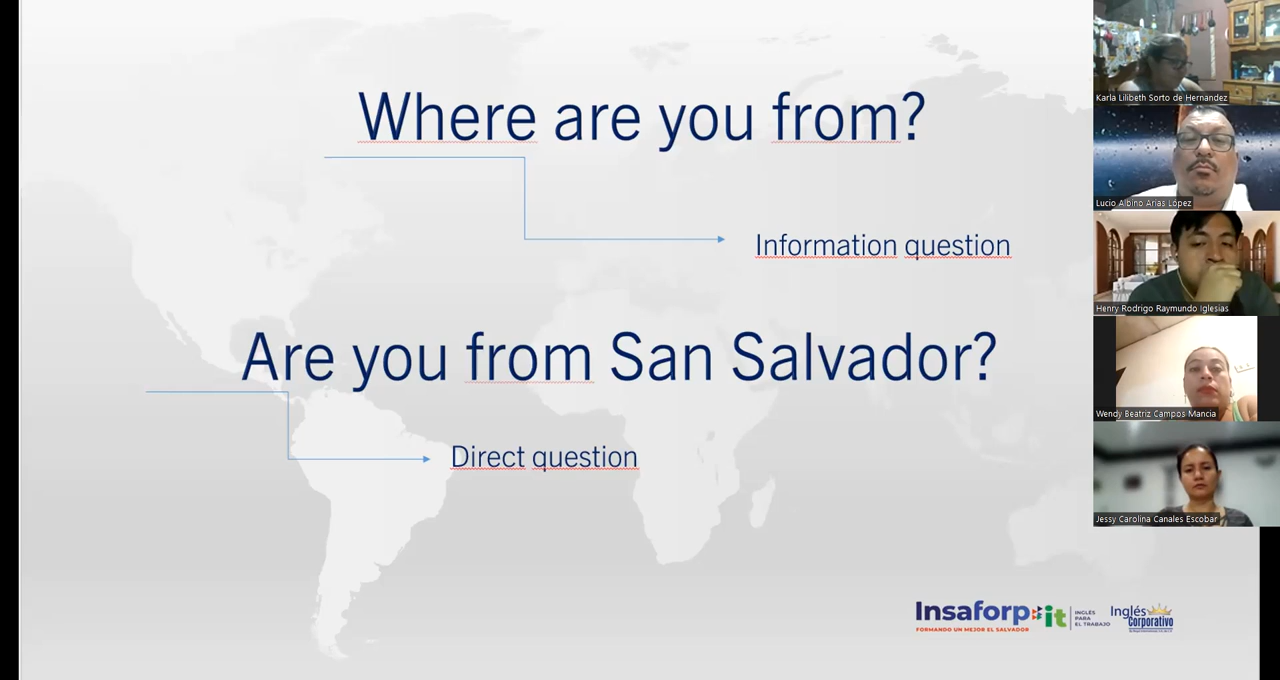 Where are you from?
Information question
Are you from San Salvador?
Direct question
Karla Lilibeth Sorto de Hernandez
Lucio Albino Arias López
Henry Rodrigo Raymundo Iglesias
Wendy Beatriz Campos Mancia
Jessy Carolina Canales Escobar
Insaforp it
FORMANDO UN MEJOR EL SALVADOR
INGLÉS
PARA
EL TRABAJO
Inglés
Corporativo